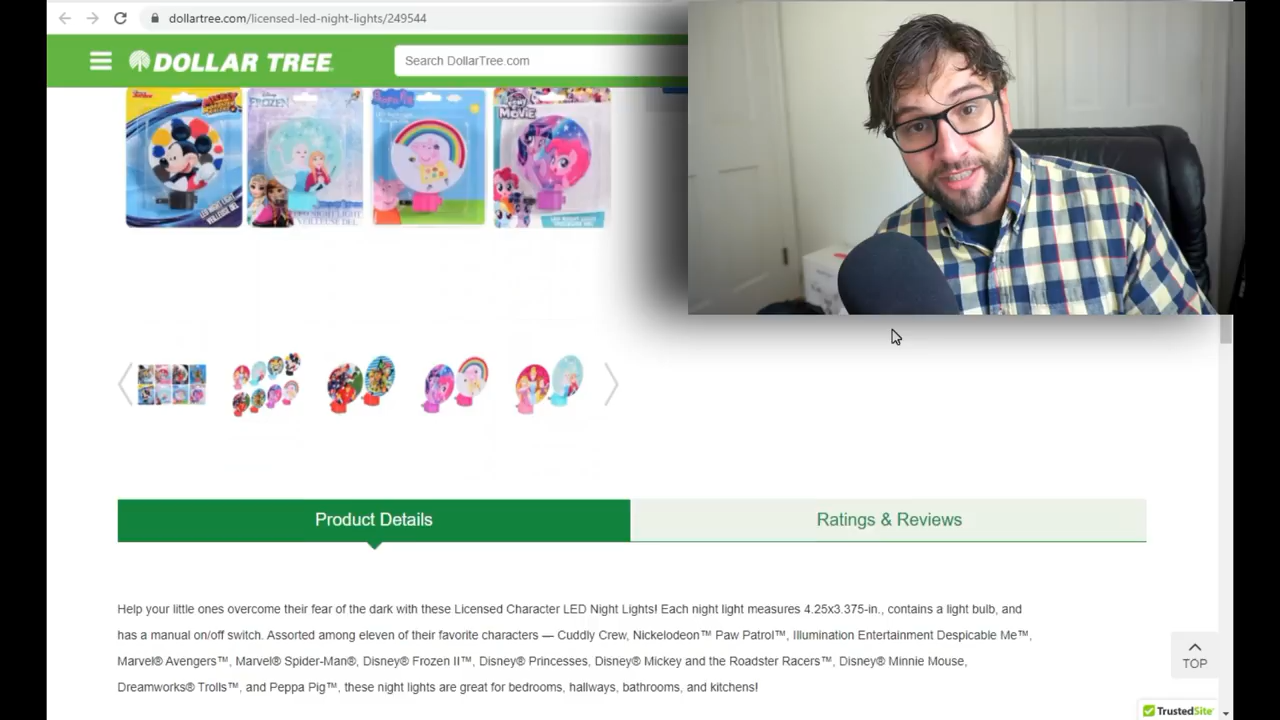 dollartree.com/licensed-led-night-lights/249544
DOLLAR TREE
Search DollarTree.com
FROZEN
MOVIE
Product Details
Ratings & Reviews
Help your little ones overcome their fear of the dark with these Licensed Character LED Night Lights! Each night light measures 4.25x3.375-in., contains a light bulb, and
has a manual on/off switch. Assorted among eleven of their favorite characters — Cuddly Crew, Nickelodeon™ Paw Patrol™, Illumination Entertainment Despicable Me™,
Marvel® Avengers™, Marvel® Spider-Man®, Disney® Frozen II™, Disney® Princesses, Disney® Mickey and the Roadster Racers™, Disney® Minnie Mouse,
Dreamworks® Trolls™, and Peppa Pig™, these night lights are great for bedrooms, hallways, bathrooms, and kitchens!
TOP
TrustedSite